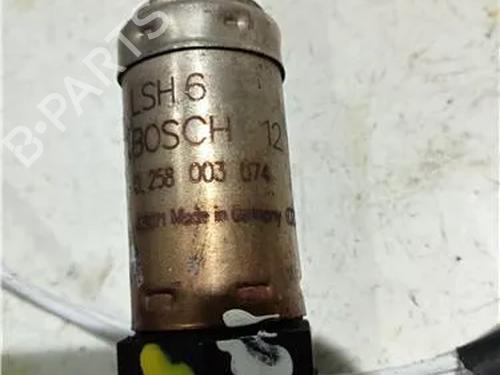 LSH 6
BOSCH 12
258 003 074
Made in Germany
B-PARTS